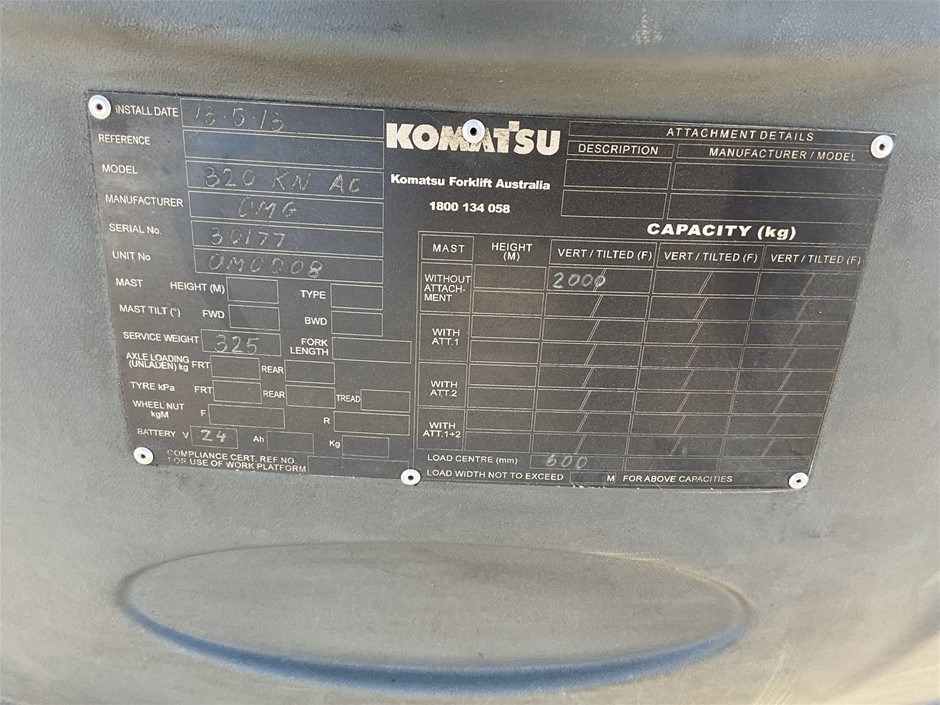 INSTALL DATE 13-5-13
REFERENCE
MODEL 320 KN AC
MANUFACTURER OMG
SERIAL No. 30177
UNIT No OM0008
MAST HEIGHT (M) TYPE
MAST TILT (°) FWD BWD
SERVICE WEIGHT 325 FORK LENGTH
AXLE LOADING (UNLADEN) kg FRT REAR
TYRE kPa FRT REAR TREAD
WHEEL NUT kgM F R
BATTERY V 24 Ah Kg
COMPLIANCE CERT. REF NO
FOR USE OF WORK PLATFORM
KOMATSU
Komatsu Forklift Australia
1800 134 058
ATTACHMENT DETAILS
DESCRIPTION MANUFACTURER / MODEL
CAPACITY (kg)
MAST HEIGHT (M) VERT / TILTED (F) VERT / TILTED (F) VERT / TILTED (F)
WITHOUT ATTACH- 2000
MENT
WITH
ATT.1
WITH
ATT.2
WITH
ATT.1+2
LOAD CENTRE (mm) 600
LOAD WIDTH NOT TO EXCEED M FOR ABOVE CAPACITIES